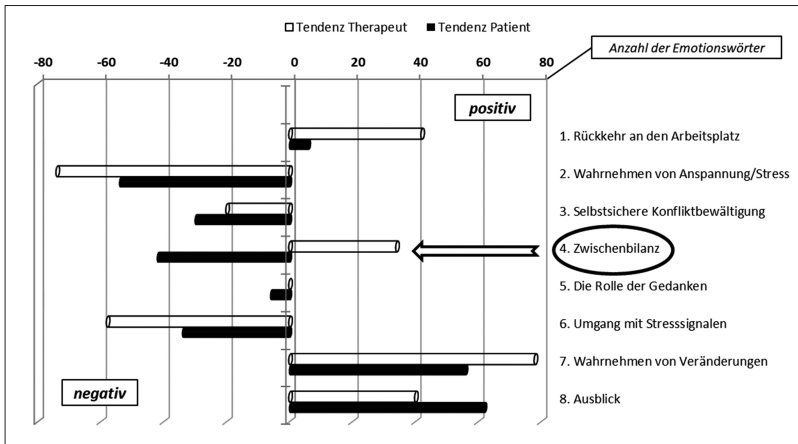 Tendenz Therapeut Tendenz Patient
Anzahl der Emotionswörter
-80 -60 -40 -20 0 20 40 60 80
positiv
1. Rückkehr an den Arbeitsplatz
2. Wahrnehmen von Anspannung/Stress
3. Selbstsichere Konfliktbewältigung
4. Zwischenbilanz
5. Die Rolle der Gedanken
6. Umgang mit Stresssignalen
7. Wahrnehmen von Veränderungen
8. Ausblick
negativ